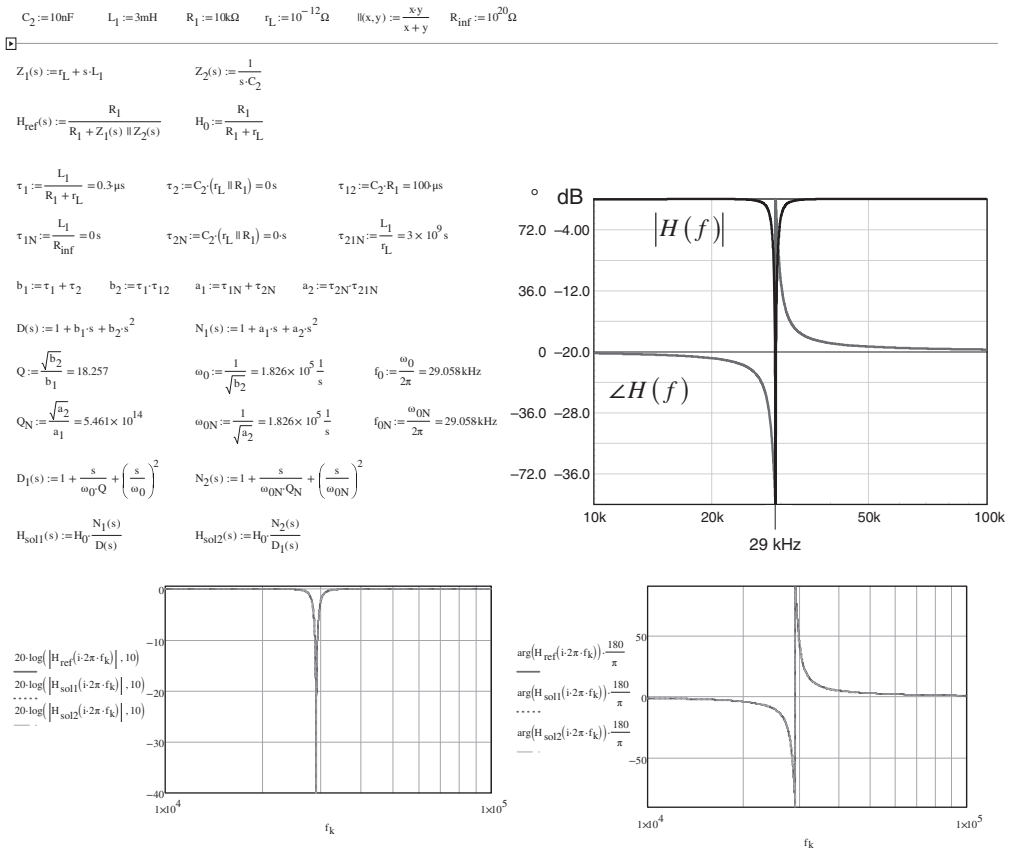 C2 := 10nF L1 := 3mH R1 := 10kΩ rL := 10^−12 Ω ||(x,y) := x·y/(x + y) Rinf := 10^20 Ω
Z1(s) := rL + s·L1 Z2(s) := 1/(s·C2)
Href(s) := R1/(R1 + Z1(s) || Z2(s)) H0 := R1/(R1 + rL)
τ1 := L1/(R1 + rL) = 0.3·μs τ2 := C2·(rL || R1) = 0 s τ12 := C2·R1 = 100·μs
τ1N := L1/Rinf = 0 s τ2N := C2·(rL || R1) = 0·s τ21N := L1/rL = 3 × 10^9 s
b1 := τ1 + τ2 b2 := τ1·τ12 a1 := τ1N + τ2N a2 := τ2N·τ21N
D(s) := 1 + b1·s + b2·s^2 N1(s) := 1 + a1·s + a2·s^2
Q := √b2/b1 = 18.257 ω0 := 1/√b2 = 1.826 × 10^5 1/s f0 := ω0/2π = 29.058 kHz
QN := √a2/a1 = 5.461 × 10^14 ω0N := 1/√a2 = 1.826 × 10^5 1/s f0N := ω0N/2π = 29.058 kHz
D1(s) := 1 + s/(ω0·Q) + (s/ω0)^2 N2(s) := 1 + s/(ω0N·QN) + (s/ω0N)^2
Hsol1(s) := H0·N1(s)/D(s) Hsol2(s) := H0·N2(s)/D1(s)
° dB
72.0 −4.00
36.0 −12.0
0 −20.0
−36.0 −28.0
−72.0 −36.0
|H(f)|
∠H(f)
10k 20k 50k 100k
29 kHz
0
−10
−20
−30
−40
20·log(|Href(i·2π·fk)|, 10)
20·log(|Hsol1(i·2π·fk)|, 10)
20·log(|Hsol2(i·2π·fk)|, 10)
1×10^4 1×10^5
fk
50
0
−50
arg(Href(i·2π·fk))·180/π
arg(Hsol1(i·2π·fk))·180/π
arg(Hsol2(i·2π·fk))·180/π
1×10^4 1×10^5
fk